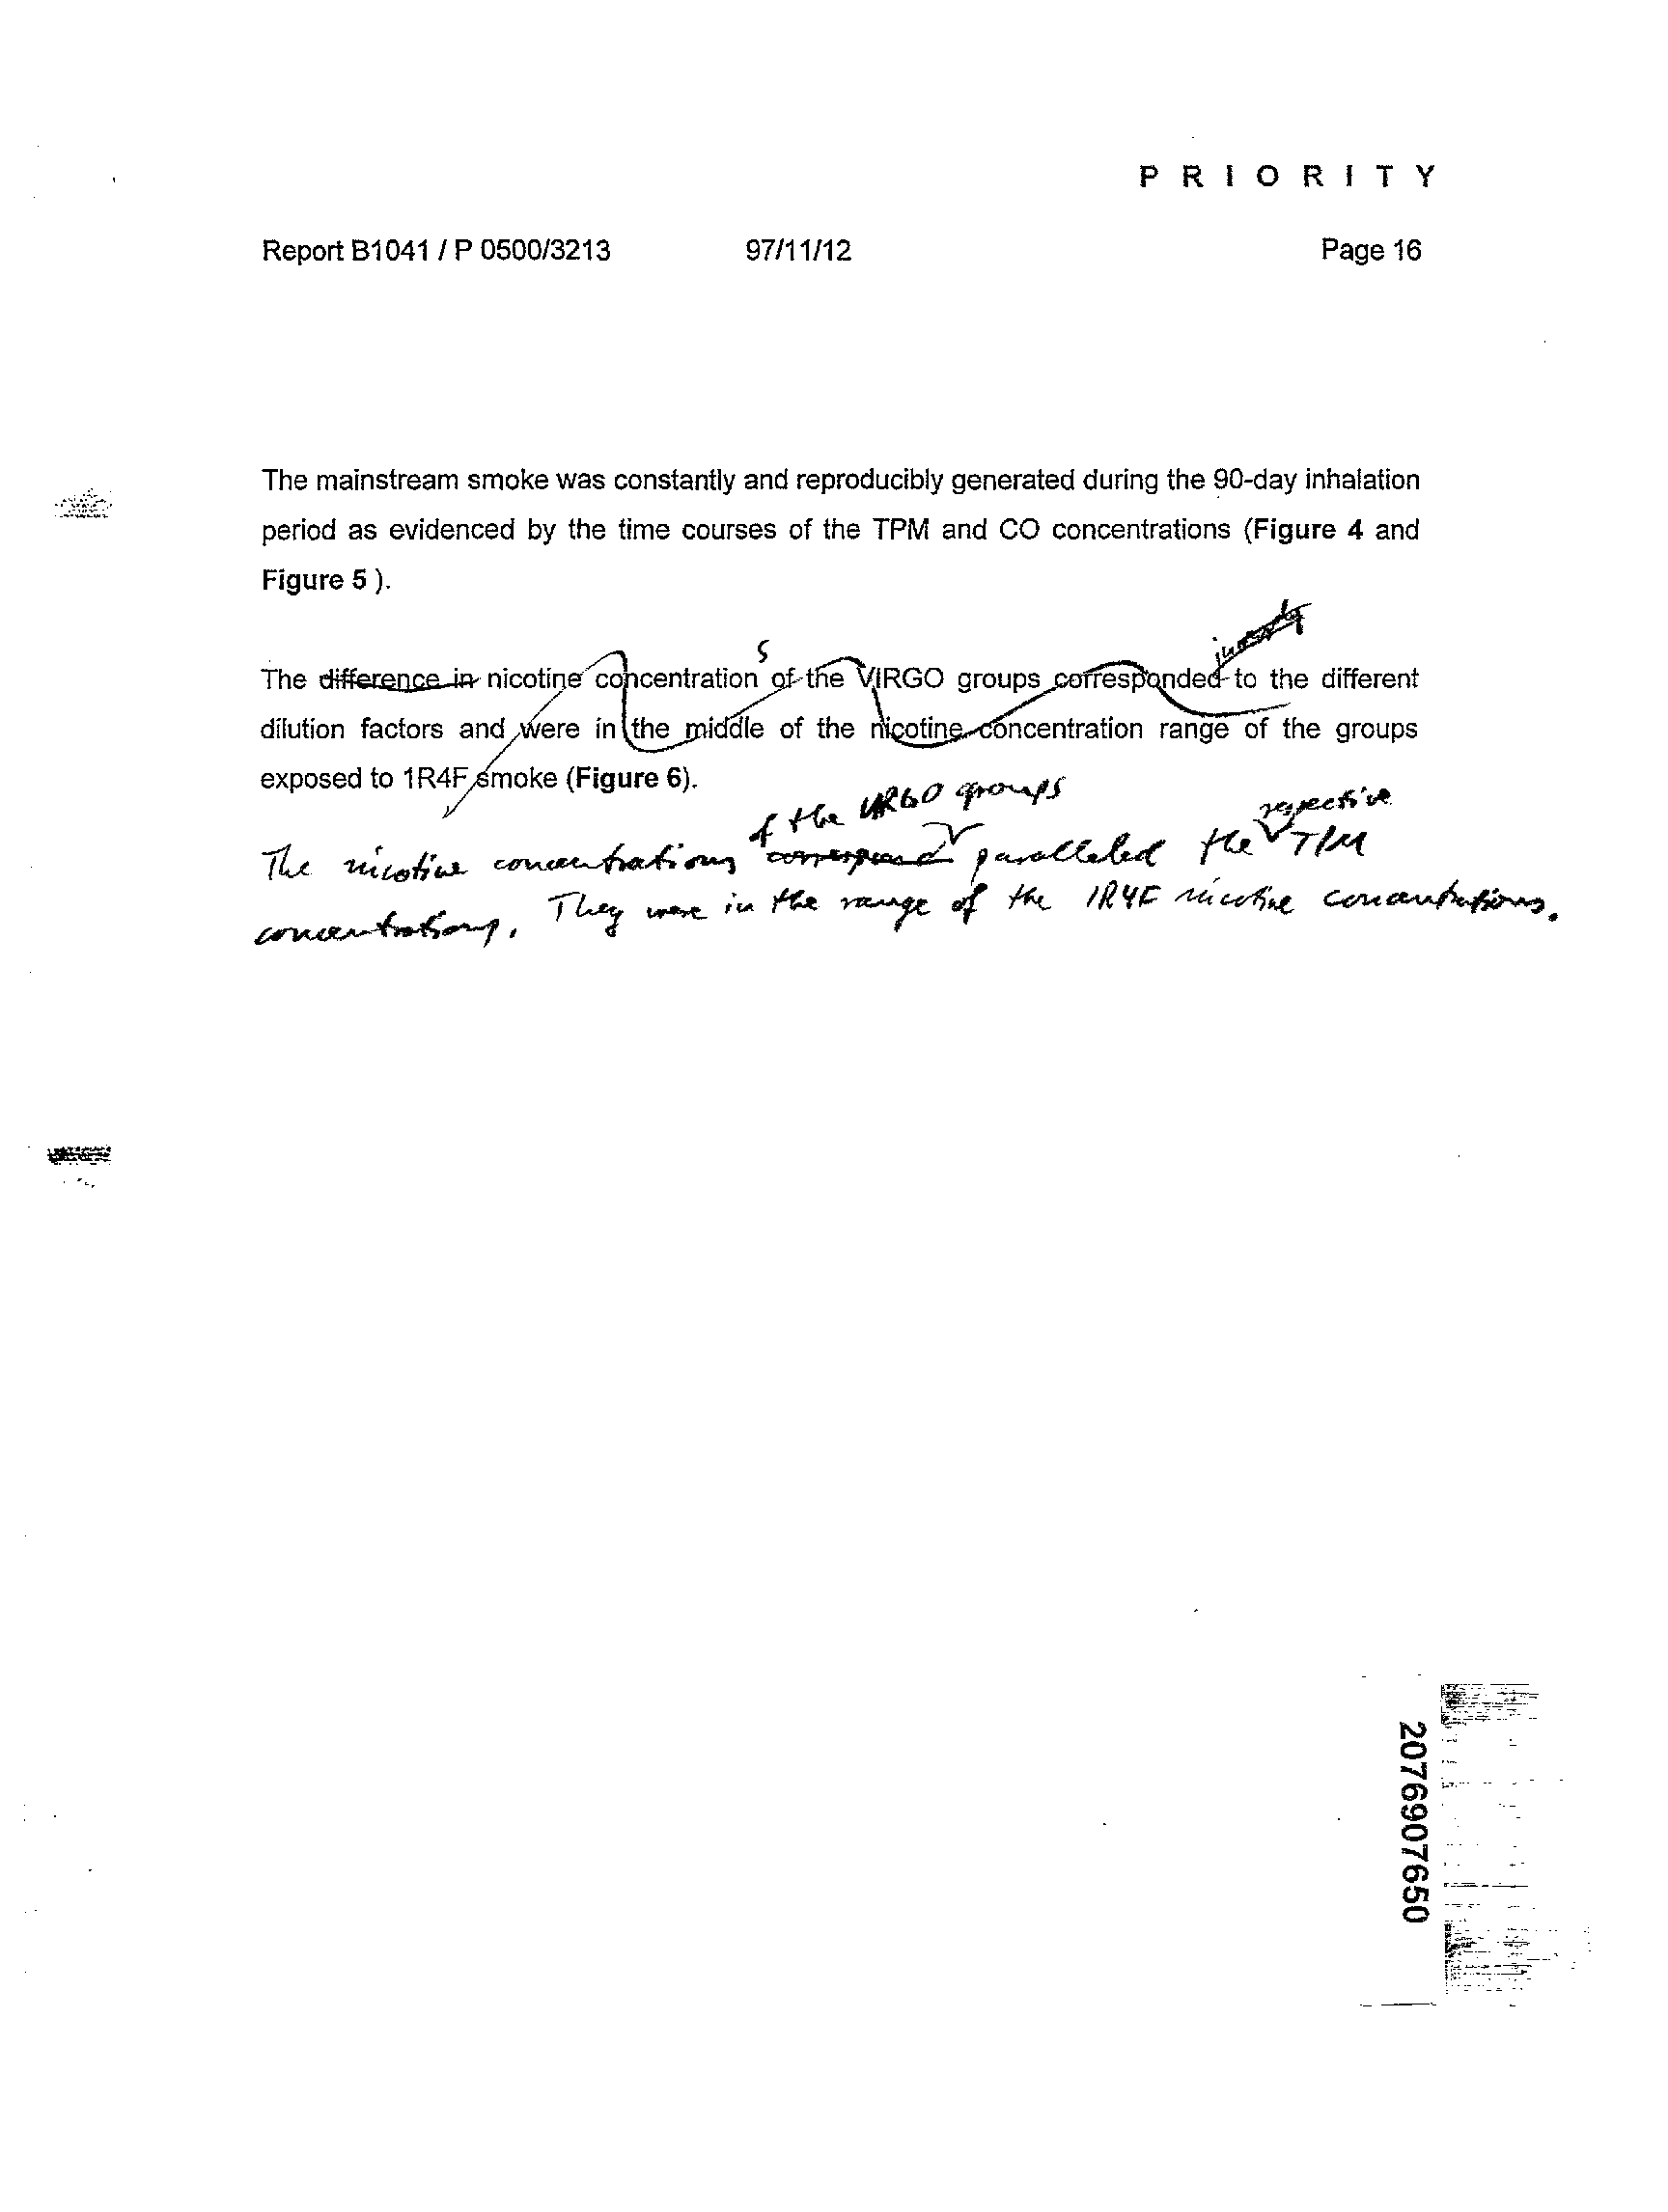 P R I O R I T Y
Report B1041 / P 0500/3213 97/11/12 Page 16
The mainstream smoke was constantly and reproducibly generated during the 90-day inhalation
period as evidenced by the time courses of the TPM and CO concentrations (Figure 4 and
Figure 5 ).
s
The difference in nicotine concentration of the VIRGO groups corresponded to the different
dilution factors and were in the middle of the nicotine concentration range of the groups
exposed to 1R4F smoke (Figure 6).
of the VIRGO groups respective
The nicotine concentrations correspond paralleled the TPM
concentrations. They were in the range of the 1R4F nicotine concentrations.
2076907650